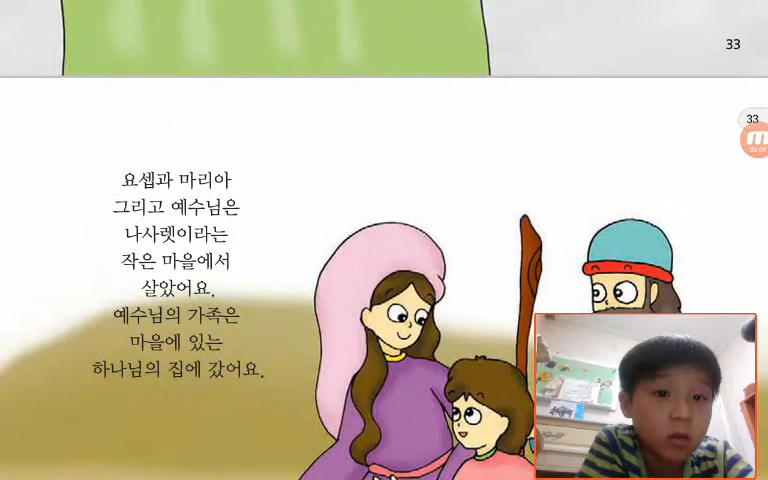 33
33
요셉과 마리아
그리고 예수님은
나사렛이라는
작은 마을에서
살았어요.
예수님의 가족은
마을에 있는
하나님의 집에 갔어요.